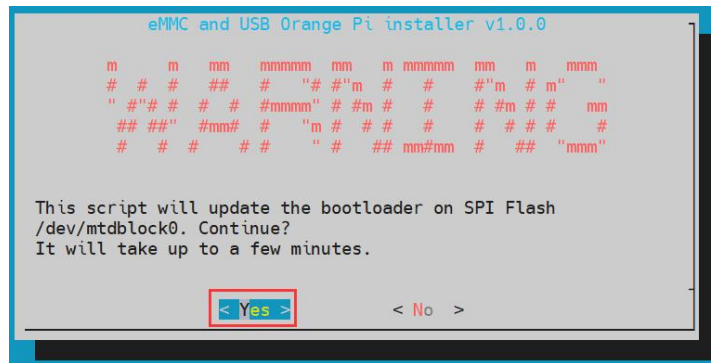 eMMC and USB Orange Pi installer v1.0.0
WARNING
This script will update the bootloader on SPI Flash
/dev/mtdblock0. Continue?
It will take up to a few minutes.
< Yes > < No >